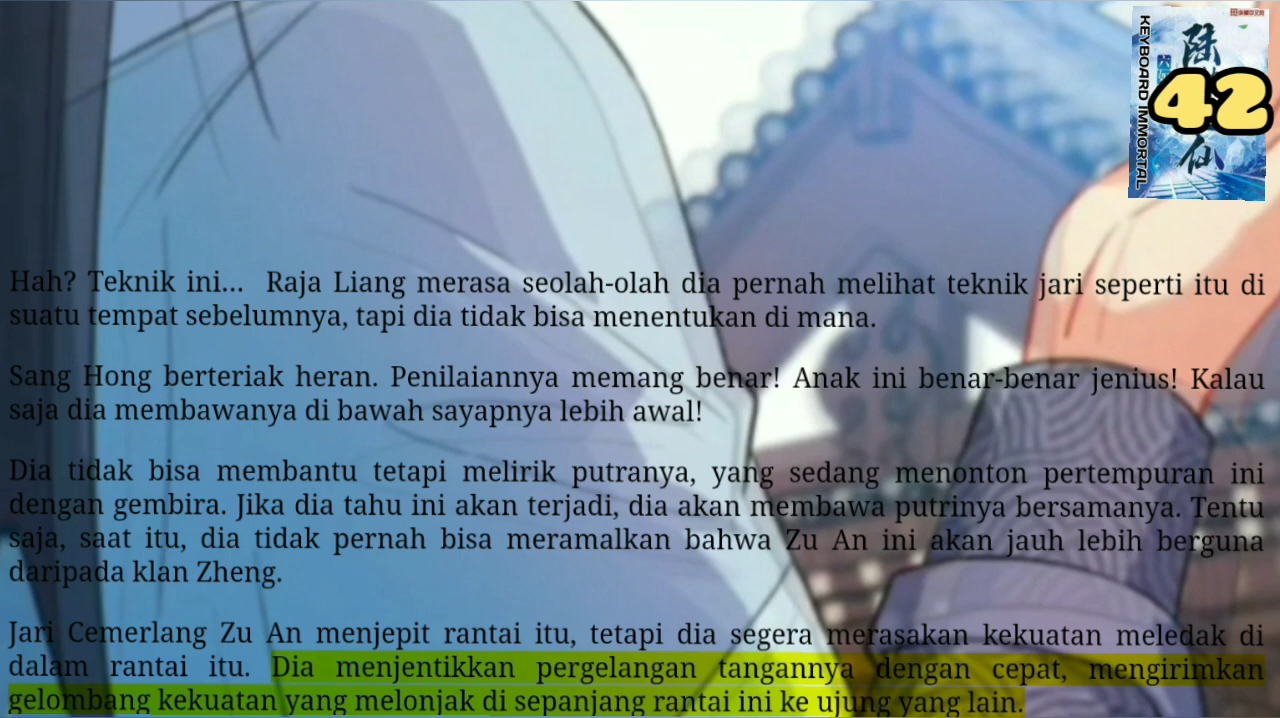 KEYBOARD IMMORTAL
42
Hah? Teknik ini... Raja Liang merasa seolah-olah dia pernah melihat teknik jari seperti itu di
suatu tempat sebelumnya, tapi dia tidak bisa menentukan di mana.
Sang Hong berteriak heran. Penilaiannya memang benar! Anak ini benar-benar jenius! Kalau
saja dia membawanya di bawah sayapnya lebih awal!
Dia tidak bisa membantu tetapi melirik putranya, yang sedang menonton pertempuran ini
dengan gembira. Jika dia tahu ini akan terjadi, dia akan membawa putrinya bersamanya. Tentu
saja, saat itu, dia tidak pernah bisa meramalkan bahwa Zu An ini akan jauh lebih berguna
daripada klan Zheng.
Jari Cemerlang Zu An menjepit rantai itu, tetapi dia segera merasakan kekuatan meledak di
dalam rantai itu. Dia menjentikkan pergelangan tangannya dengan cepat, mengirimkan
gelombang kekuatan yang melonjak di sepanjang rantai ini ke ujung yang lain.